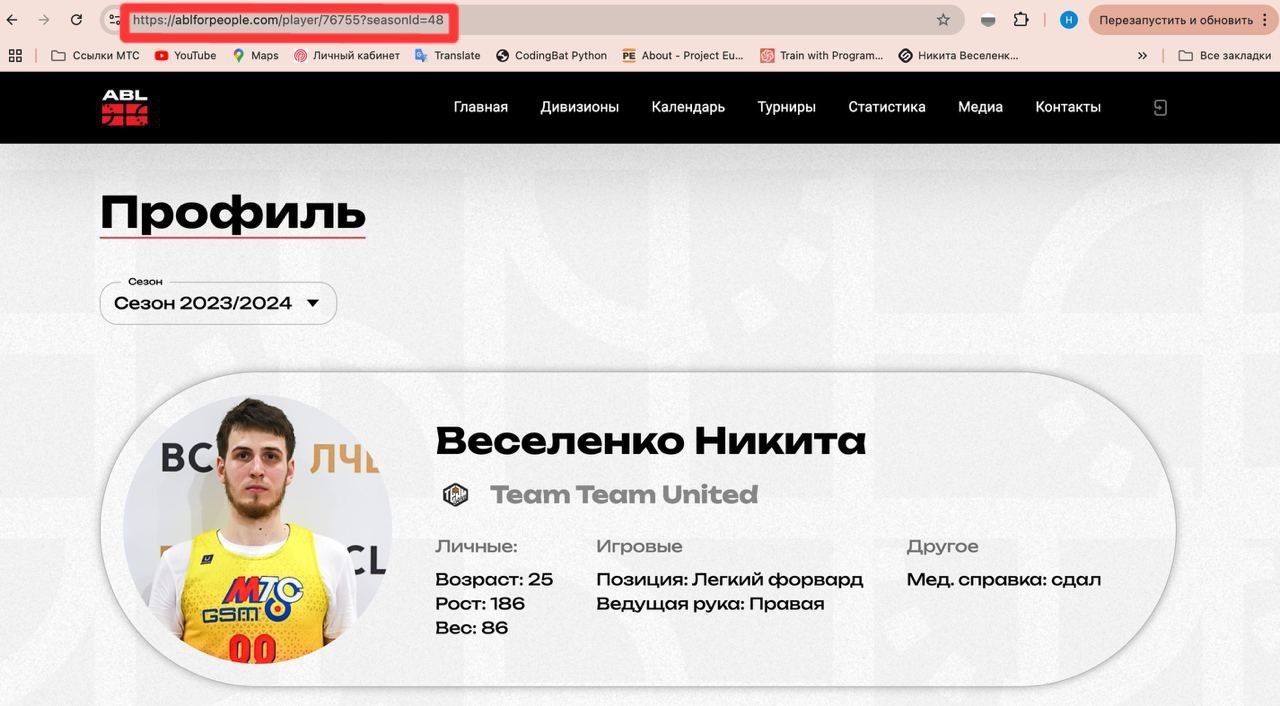 https://ablforpeople.com/player/76755?seasonId=48
Н
Перезапустить и обновить
Ссылки МТС
YouTube
Maps
Личный кабинет
Translate
CodingBat Python
PE
About - Project Eu...
Train with Program...
Никита Веселенк...
»
Все закладки
ABL
Главная
Дивизионы
Календарь
Турниры
Статистика
Медиа
Контакты
Профиль
Сезон
Сезон 2023/2024
ВС
ЛЧ
CL
МТС
GSM
00
Веселенко Никита
Team Team United
Личные:
Возраст: 25
Рост: 186
Вес: 86
Игровые
Позиция: Легкий форвард
Ведущая рука: Правая
Другое
Мед. справка: сдал